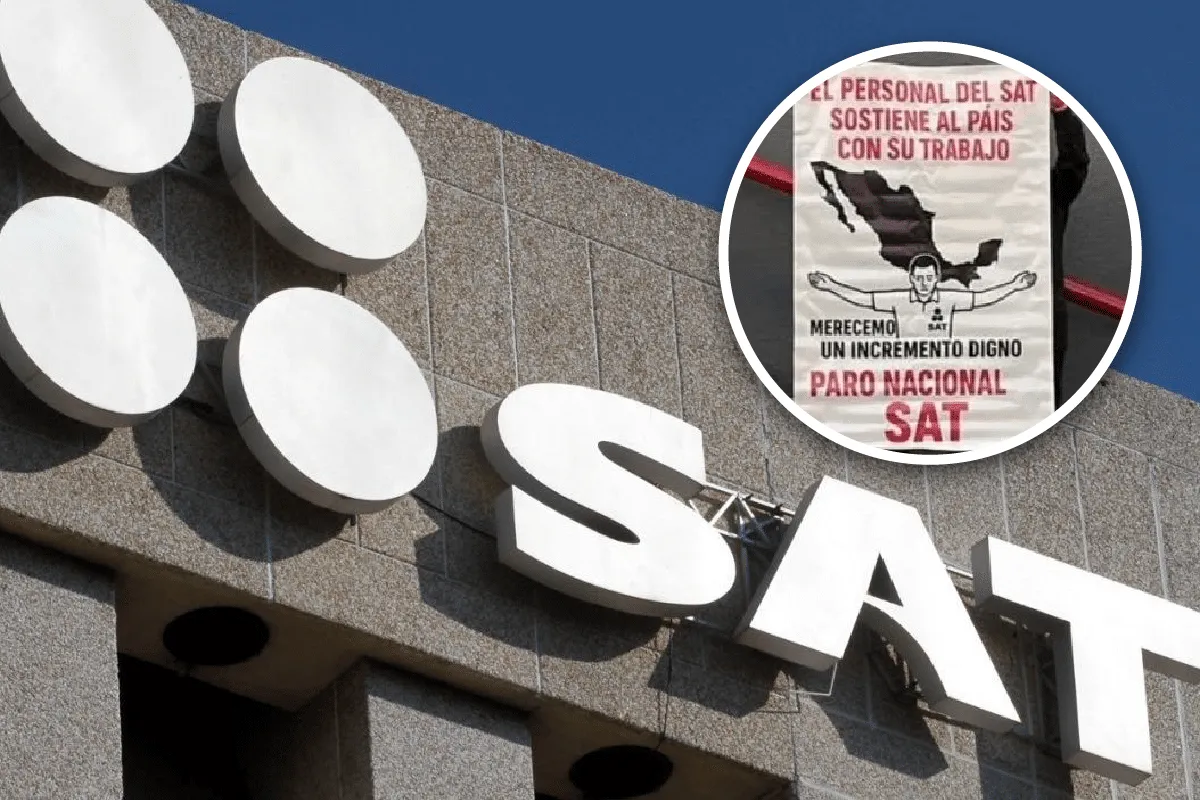 SAT
EL PERSONAL DEL SAT
SOSTIENE AL PAÍS
CON SU TRABAJO
SAT
MERECEMO
UN INCREMENTO DIGNO
PARO NACIONAL
SAT